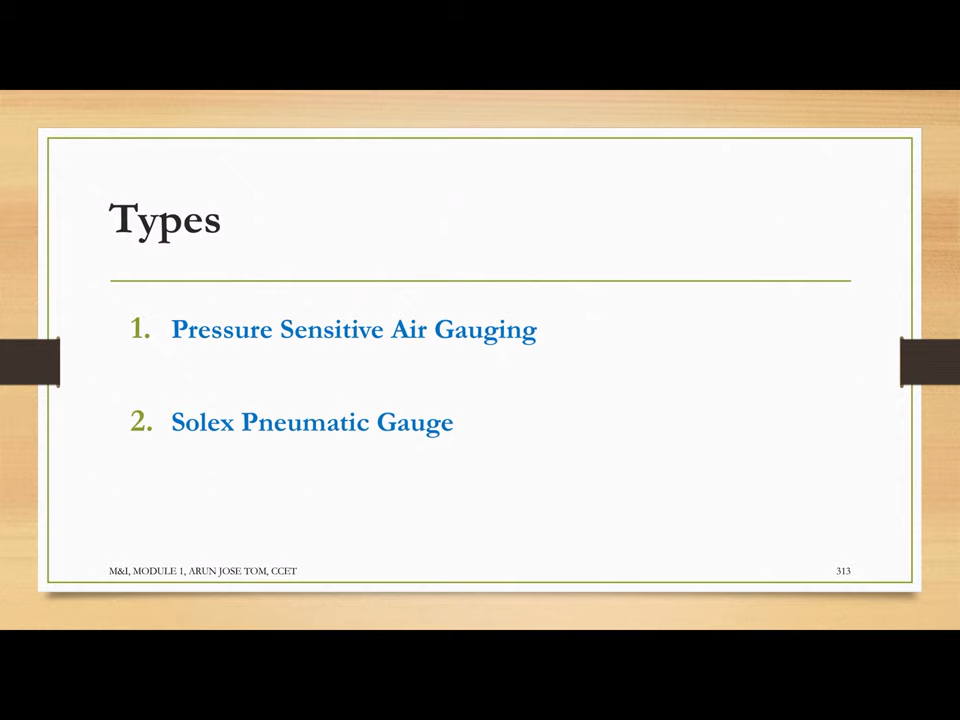 Types
1. Pressure Sensitive Air Gauging
2. Solex Pneumatic Gauge
M&I, MODULE 1, ARUN JOSE TOM, CCET
313